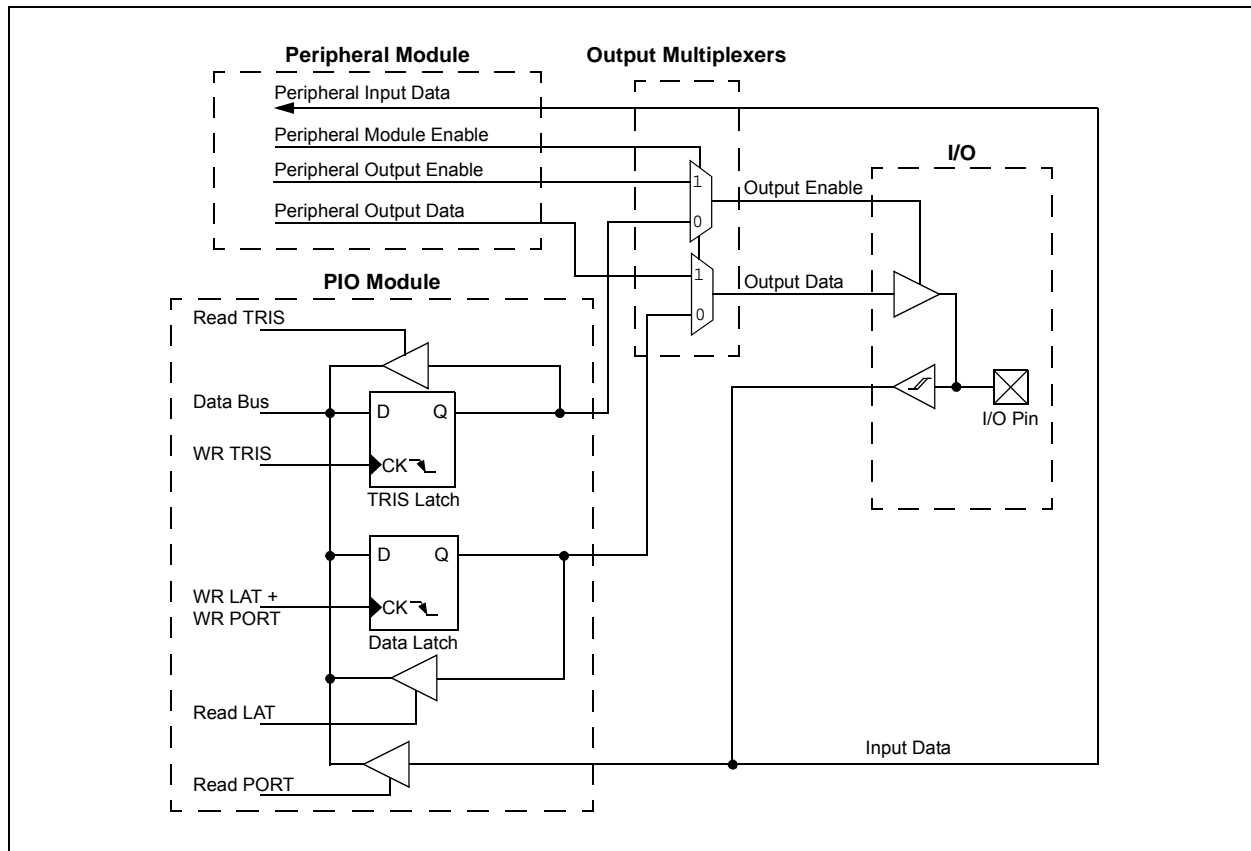 Peripheral Module
Output Multiplexers
Peripheral Input Data
Peripheral Module Enable
Peripheral Output Enable
Peripheral Output Data
1
0
Output Enable
I/O
1
0
Output Data
PIO Module
Read TRIS
Data Bus
D Q
WR TRIS
CK
TRIS Latch
I/O Pin
D Q
WR LAT +
WR PORT
CK
Data Latch
Read LAT
Input Data
Read PORT